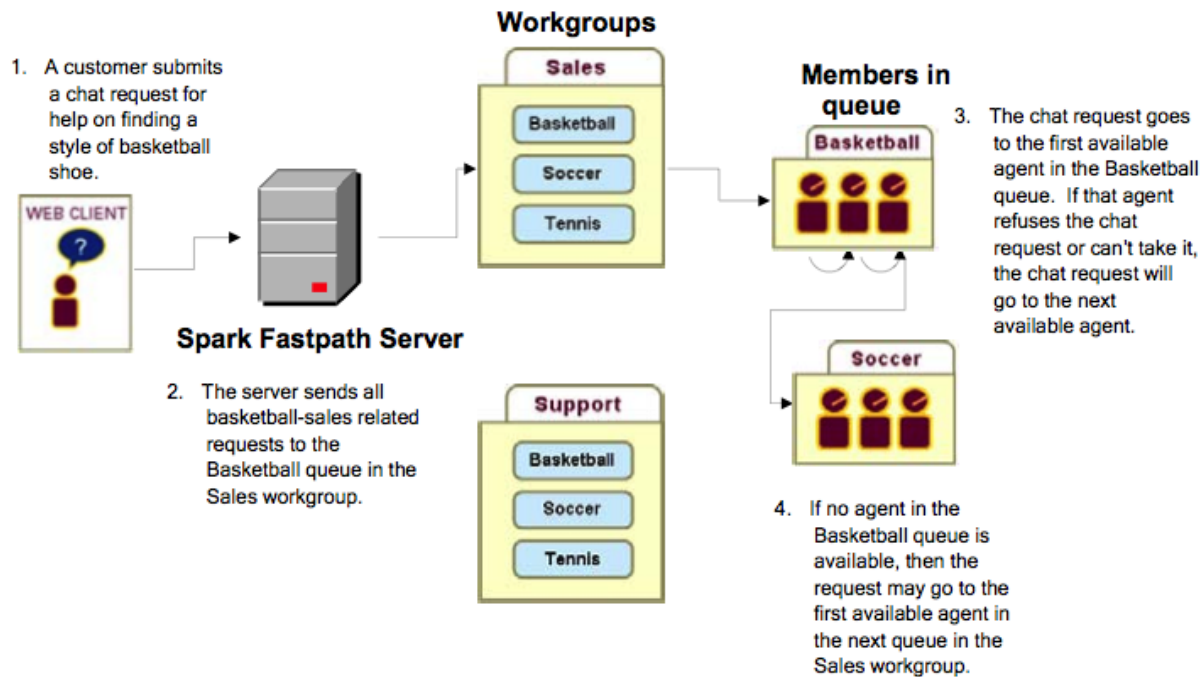 Workgroups
1. A customer submits
a chat request for
help on finding a
style of basketball
shoe.
WEB CLIENT
?
Spark Fastpath Server
2. The server sends all
basketball-sales related
requests to the
Basketball queue in the
Sales workgroup.
Sales
Basketball
Soccer
Tennis
Support
Basketball
Soccer
Tennis
Members in
queue
Basketball
3. The chat request goes
to the first available
agent in the Basketball
queue. If that agent
refuses the chat
request or can't take it,
the chat request will
go to the next
available agent.
Soccer
4. If no agent in the
Basketball queue is
available, then the
request may go to the
first available agent in
the next queue in the
Sales workgroup.